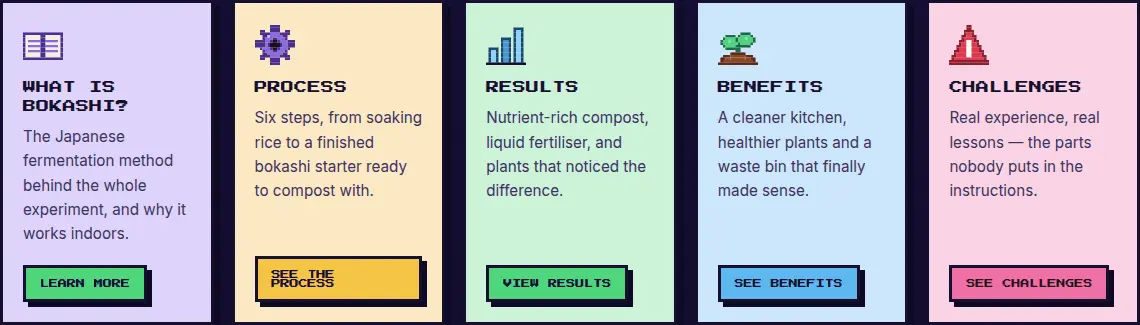 WHAT IS
BOKASHI?
The Japanese
fermentation method
behind the whole
experiment, and why it
works indoors.
LEARN MORE
PROCESS
Six steps, from soaking
rice to a finished
bokashi starter ready
to compost with.
SEE THE
PROCESS
RESULTS
Nutrient-rich compost,
liquid fertiliser, and
plants that noticed the
difference.
VIEW RESULTS
BENEFITS
A cleaner kitchen,
healthier plants and a
waste bin that finally
made sense.
SEE BENEFITS
CHALLENGES
Real experience, real
lessons — the parts
nobody puts in the
instructions.
SEE CHALLENGES